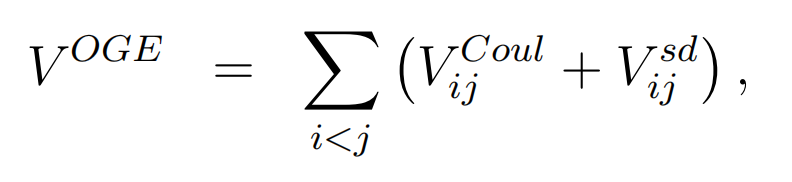 $V^{OGE} = \sum_{i<j} \left( V_{ij}^{Coul} + V_{ij}^{sd} \right),$